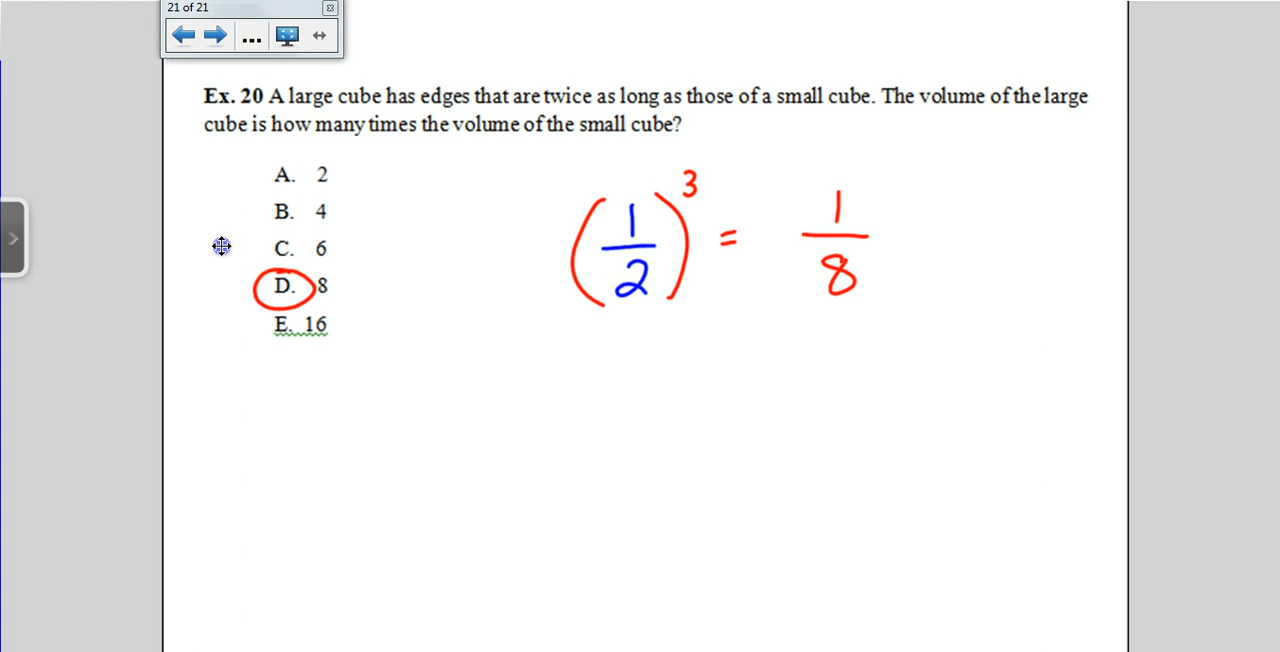 21 of 21
Ex. 20 A large cube has edges that are twice as long as those of a small cube. The volume of the large
cube is how many times the volume of the small cube?
A. 2
B. 4
C. 6
D. 8
E. 16
(1/2)^3 = 1/8